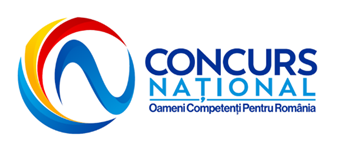 CONCURS
NAȚIONAL
Oameni Competenți Pentru România